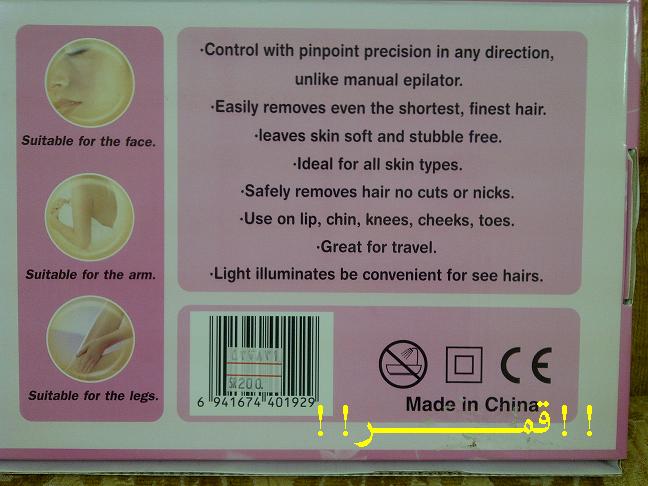 Suitable for the face.
Suitable for the arm.
Suitable for the legs.
·Control with pinpoint precision in any direction,
unlike manual epilator.
·Easily removes even the shortest, finest hair.
·leaves skin soft and stubble free.
·Ideal for all skin types.
·Safely removes hair no cuts or nicks.
·Use on lip, chin, knees, cheeks, toes.
·Great for travel.
·Light illuminates be convenient for see hairs.
6 941674 401929
CE
Made in China
!!قمـــــــــر!!